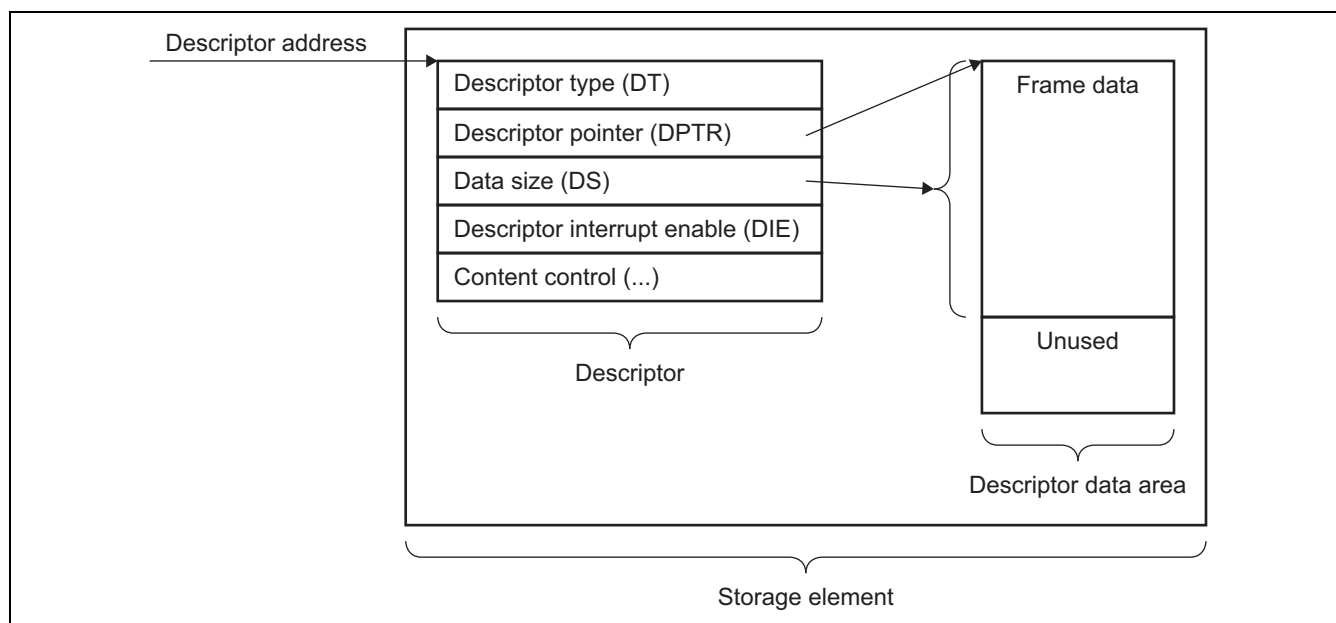 Descriptor address
Descriptor type (DT)
Descriptor pointer (DPTR)
Data size (DS)
Descriptor interrupt enable (DIE)
Content control (...)
Descriptor
Frame data
Unused
Descriptor data area
Storage element